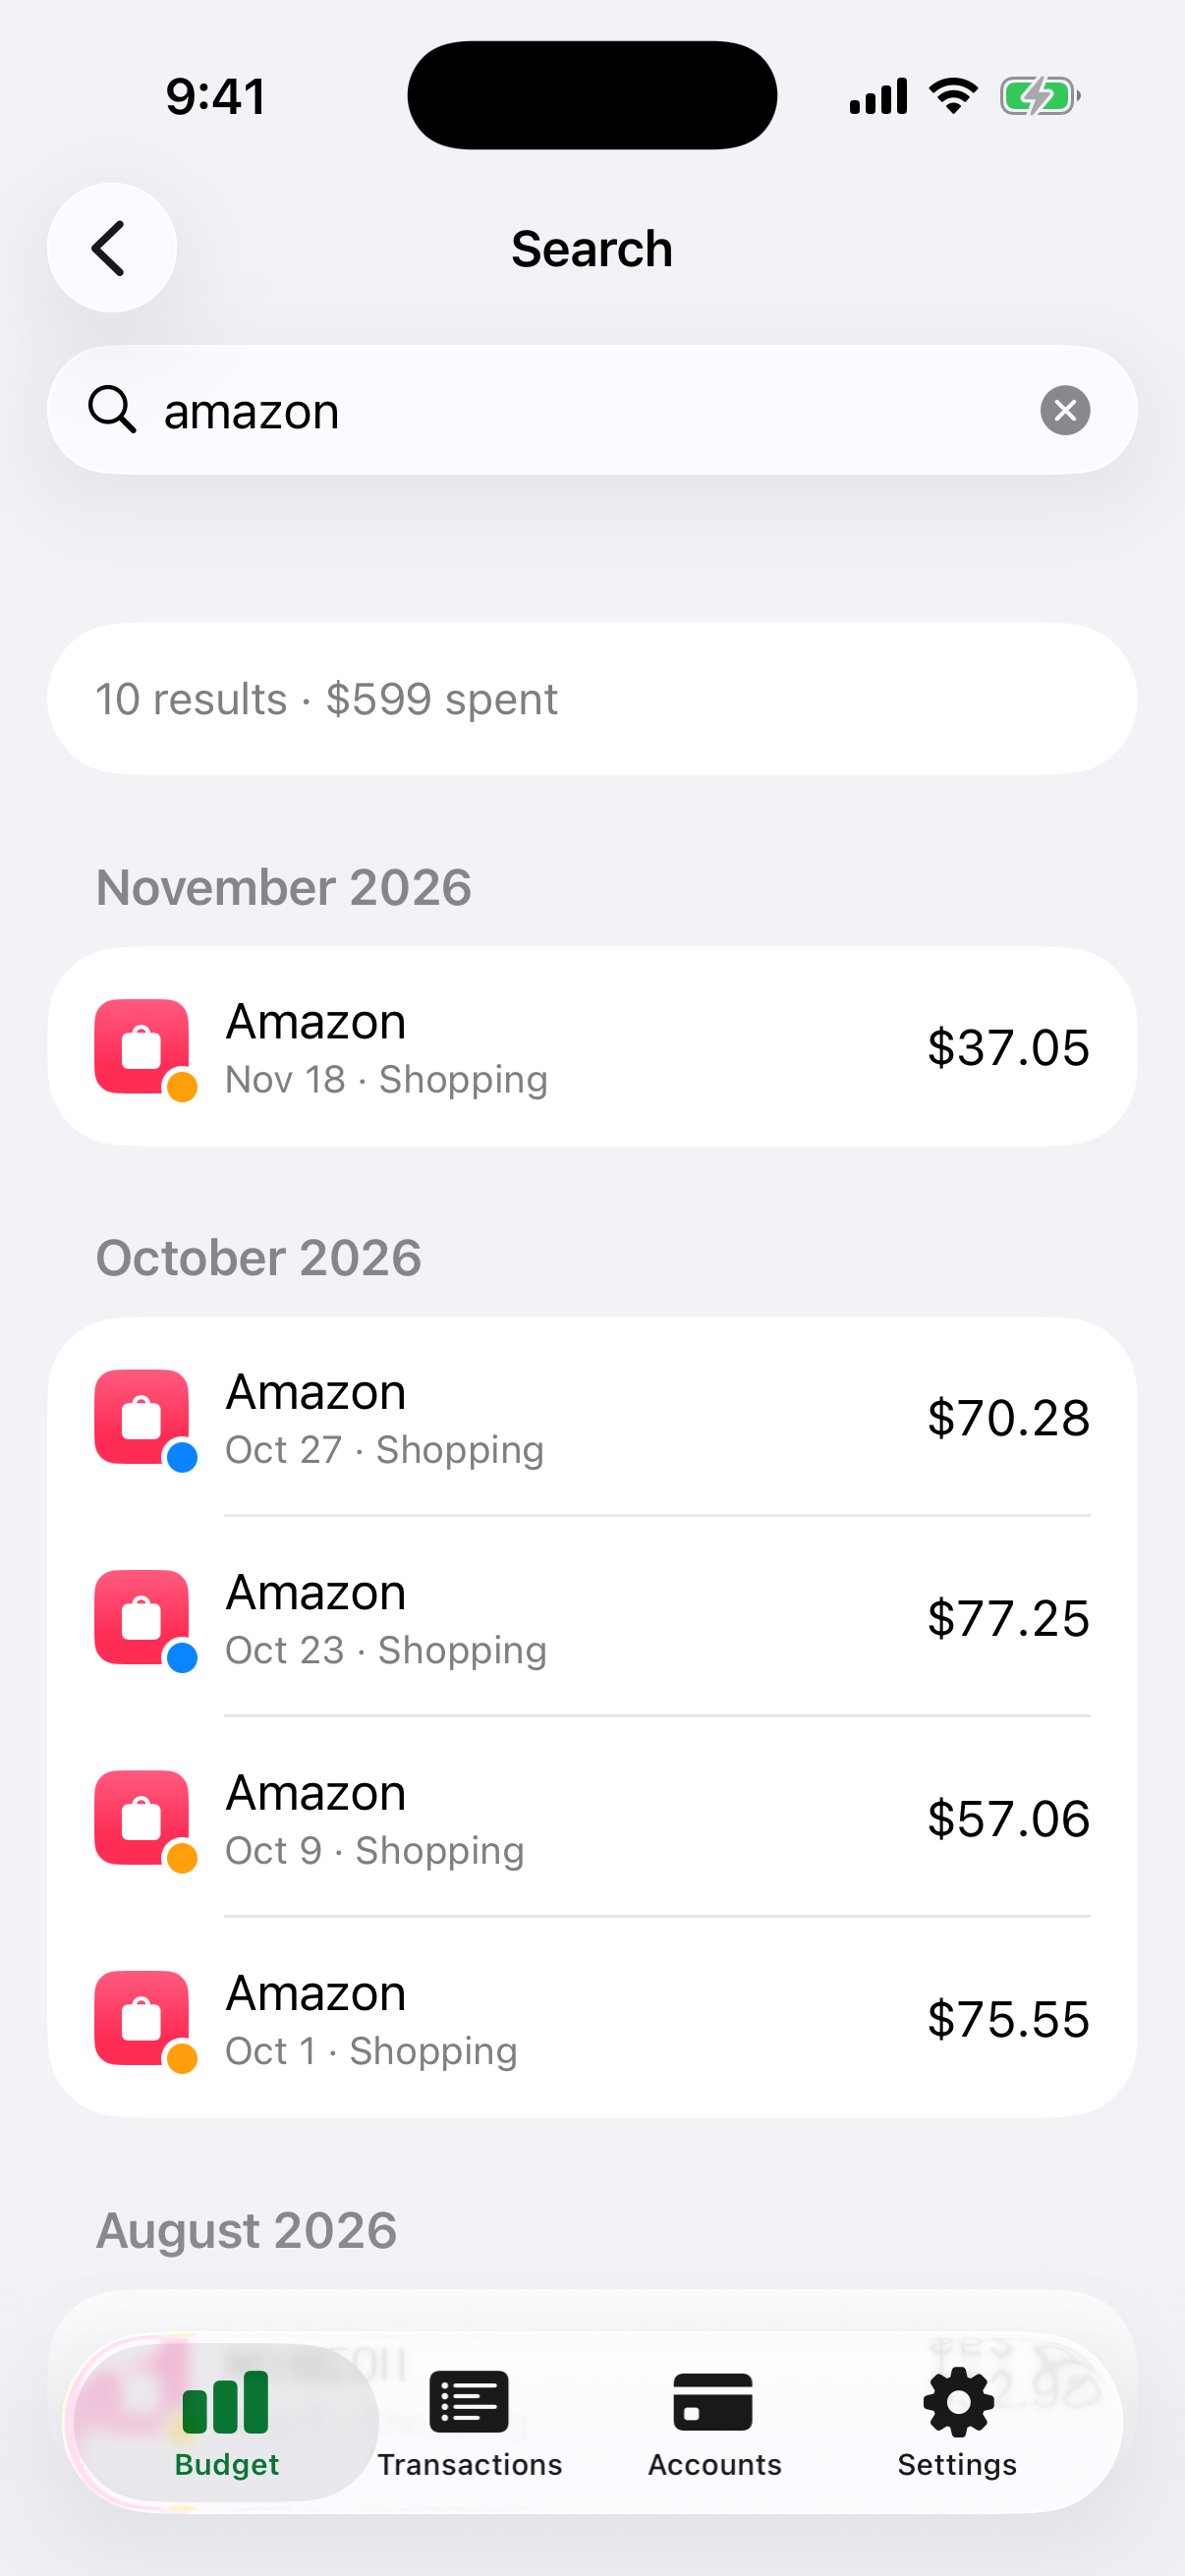 9:41
Search
amazon
10 results · $599 spent
November 2026
Amazon
$37.05
Nov 18 · Shopping
October 2026
Amazon
$70.28
Oct 27 · Shopping
Amazon
$77.25
Oct 23 · Shopping
Amazon
$57.06
Oct 9 · Shopping
Amazon
$75.55
Oct 1 · Shopping
August 2026
Budget
Transactions
Accounts
Settings